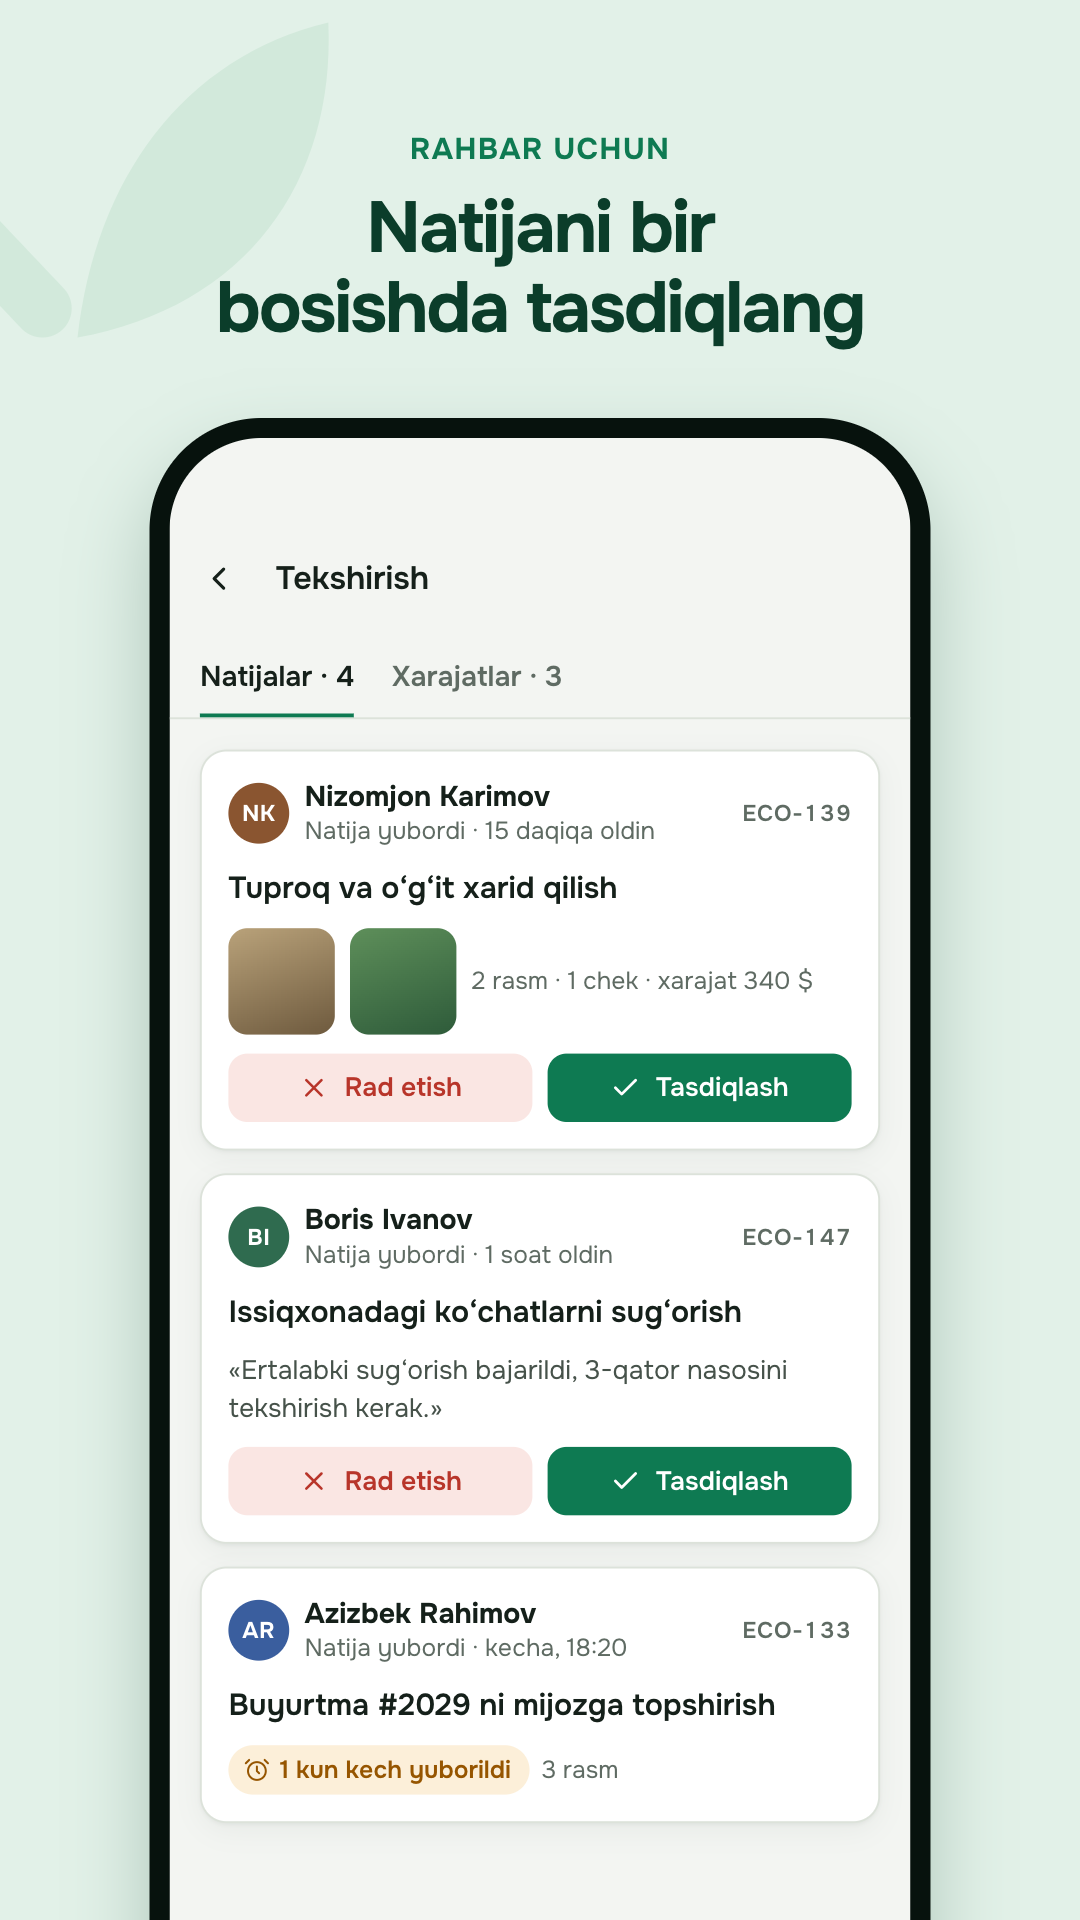 RAHBAR UCHUN
Natijani bir
bosishda tasdiqlang
Tekshirish
Natijalar · 4
Xarajatlar · 3
NK
Nizomjon Karimov
Natija yubordi · 15 daqiqa oldin
ECO-139
Tuproq va o‘g‘it xarid qilish
2 rasm · 1 chek · xarajat 340 $
Rad etish
Tasdiqlash
BI
Boris Ivanov
Natija yubordi · 1 soat oldin
ECO-147
Issiqxonadagi ko‘chatlarni sug‘orish
«Ertalabki sug‘orish bajarildi, 3-qator nasosini
tekshirish kerak.»
Rad etish
Tasdiqlash
AR
Azizbek Rahimov
Natija yubordi · kecha, 18:20
ECO-133
Buyurtma #2029 ni mijozga topshirish
1 kun kech yuborildi
3 rasm